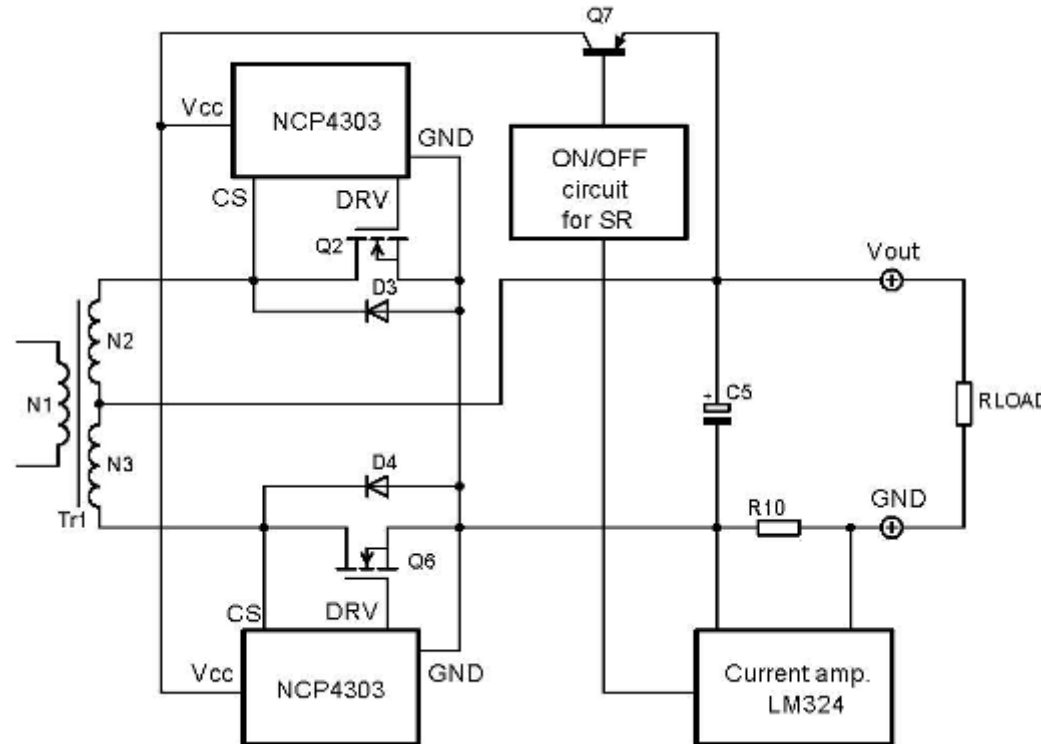 Q7
Vcc
NCP4303
GND
CS
DRV
ON/OFF
circuit
for SR
Q2
Vout
D3
N2
N1
C5
+
RLOAD
N3
D4
GND
Tr1
R10
Q6
CS
DRV
Vcc
NCP4303
GND
Current amp.
LM324